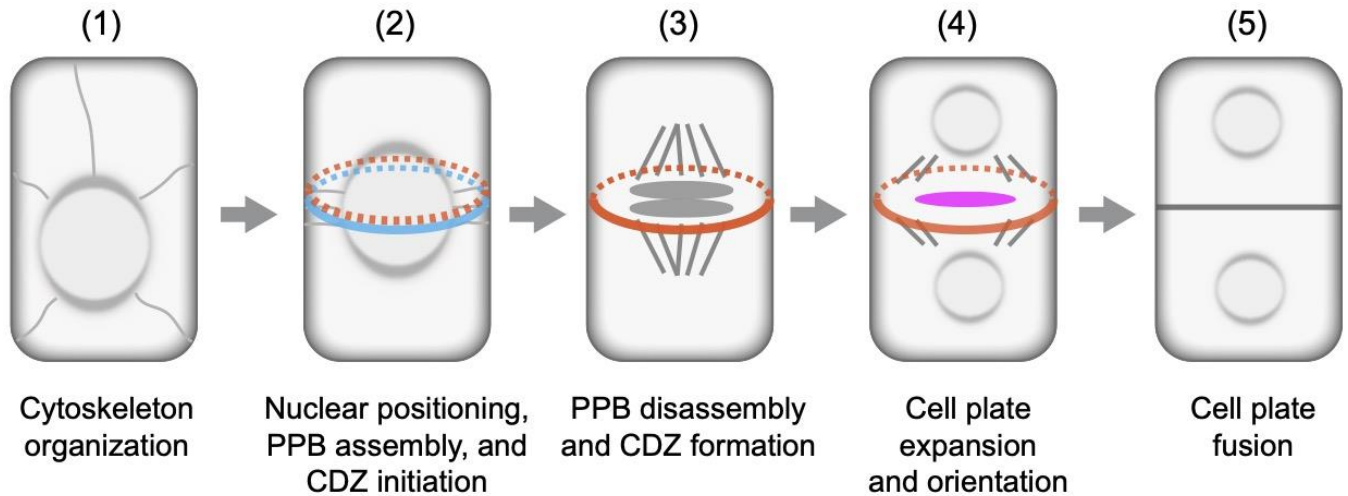 (1)
(2)
(3)
(4)
(5)
Cytoskeleton
organization
Nuclear positioning,
PPB assembly, and
CDZ initiation
PPB disassembly
and CDZ formation
Cell plate
expansion
and orientation
Cell plate
fusion